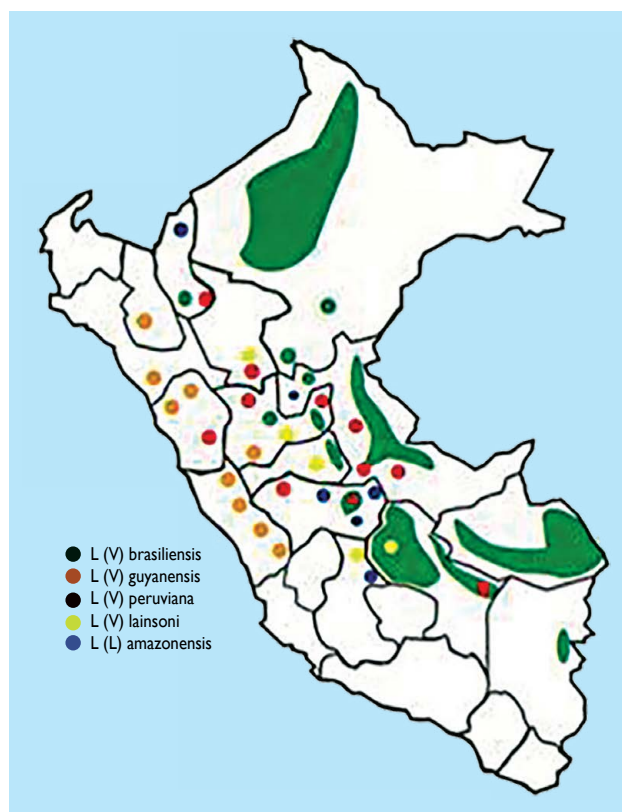 L (V) brasiliensis
L (V) guyanensis
L (V) peruviana
L (V) lainsoni
L (L) amazonensis